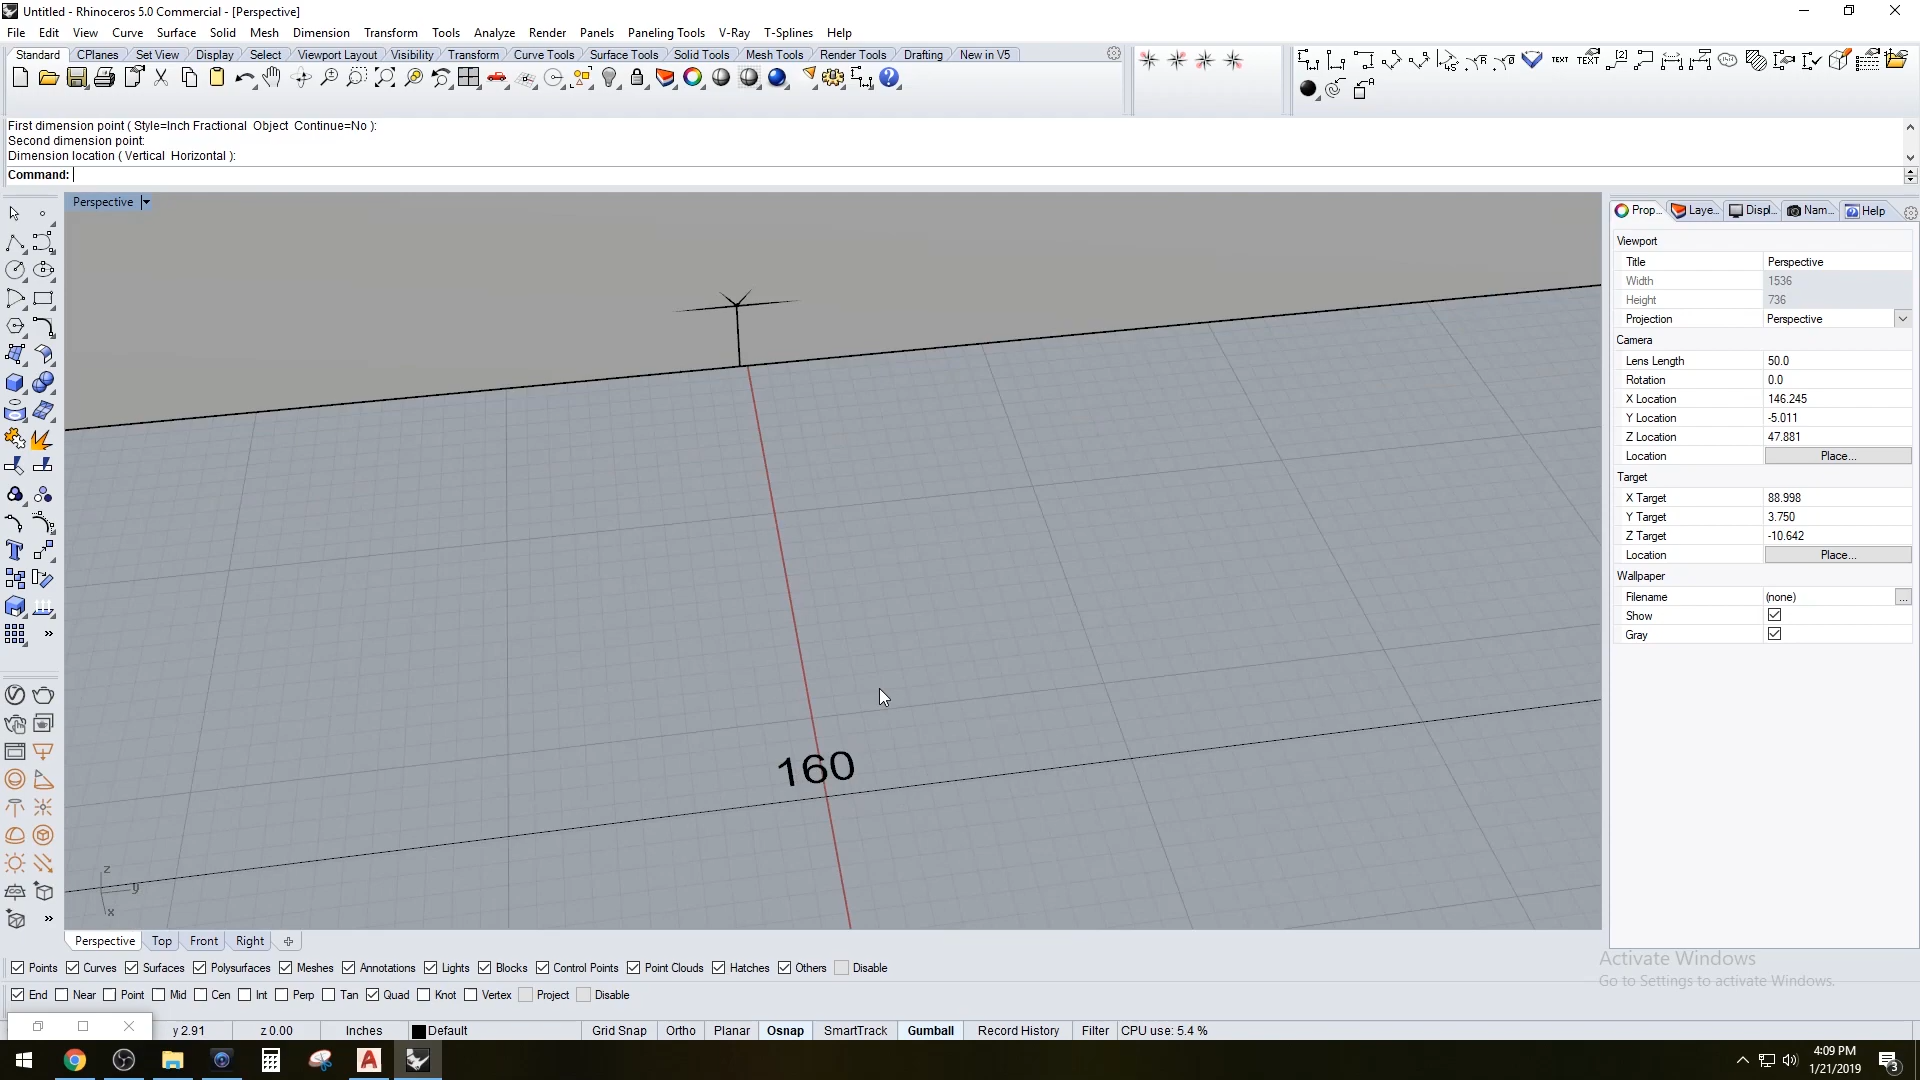 Untitled - Rhinoceros 5.0 Commercial - [Perspective]
File Edit View Curve Surface Solid Mesh Dimension Transform Tools Analyze Render Panels Paneling Tools V-Ray T-Splines Help
Standard CPlanes Set View Display Select Viewport Layout Visibility Transform Curve Tools Surface Tools Solid Tools Mesh Tools Render Tools Drafting New in V5
TEXT TEXT
First dimension point ( Style=Inch Fractional Object Continue=No ):
Second dimension point:
Dimension location ( Vertical Horizontal ):
Command:
Perspective
Prop... Laye... Displ... Nam... Help
Viewport
Title Perspective
Width 1536
Height 736
Projection Perspective
Camera
Lens Length 50.0
Rotation 0.0
X Location 146.245
Y Location -5.011
Z Location 47.881
Location Place...
Target
X Target 88.998
Y Target 3.750
Z Target -10.642
Location Place...
Wallpaper
Filename (none) ...
Show
Gray
160
z
y
x
Perspective Top Front Right
Points Curves Surfaces Polysurfaces Meshes Annotations Lights Blocks Control Points Point Clouds Hatches Others Disable
End Near Point Mid Cen Int Perp Tan Quad Knot Vertex Project Disable
Activate Windows
Go to Settings to activate Windows.
y 2.91 z 0.00 Inches Default Grid Snap Ortho Planar Osnap SmartTrack Gumball Record History Filter CPU use: 5.4 %
4:09 PM
1/21/2019
3